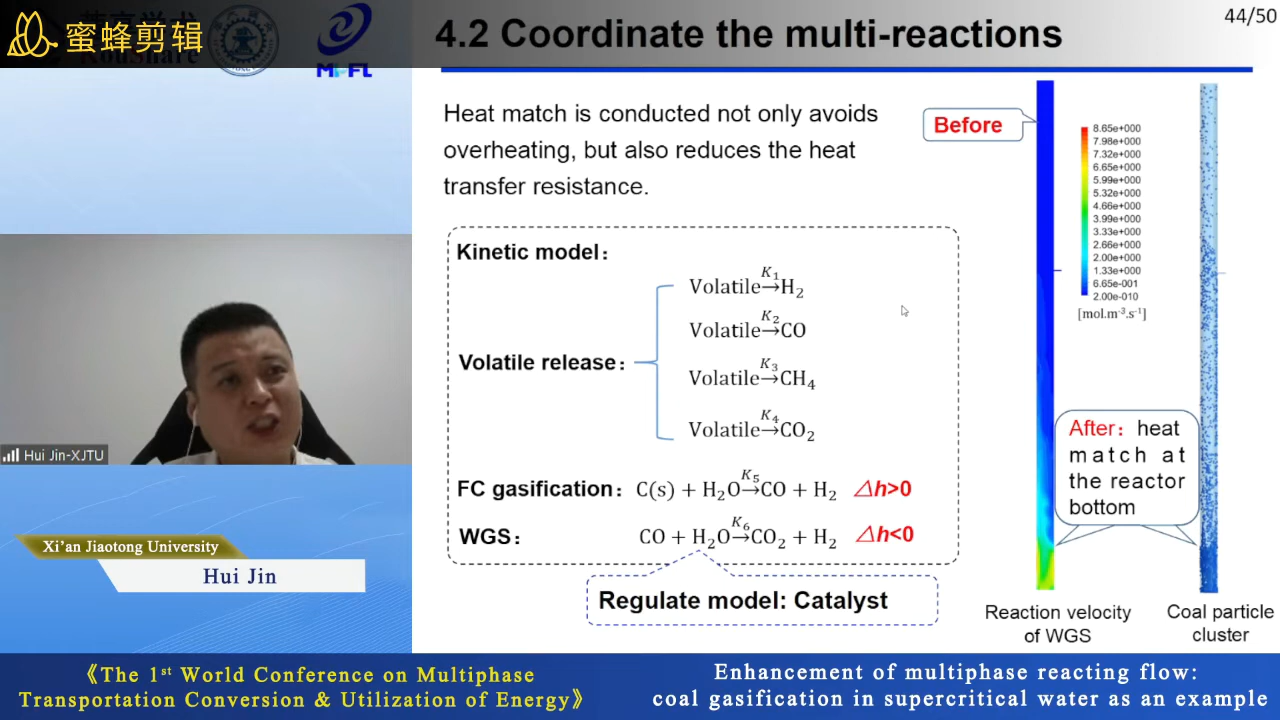 蜜蜂剪辑
4.2 Coordinate the multi-reactions
44/50
Heat match is conducted not only avoids
overheating, but also reduces the heat
transfer resistance.
Kinetic model：
Volatile release：
Volatile K₁→ H₂
Volatile K₂→ CO
Volatile K₃→ CH₄
Volatile K₄→ CO₂
FC gasification： C(s) + H₂O K₅→ CO + H₂ △h>0
WGS： CO + H₂O K₆→ CO₂ + H₂ △h<0
Regulate model: Catalyst
Before
8.65e+000
7.98e+000
7.32e+000
6.65e+000
5.99e+000
5.32e+000
4.66e+000
3.99e+000
3.33e+000
2.66e+000
2.00e+000
1.33e+000
6.65e-001
2.00e-010
[mol.m⁻³.s⁻¹]
After：heat
match at
the reactor
bottom
Reaction velocity
of WGS
Coal particle
cluster
Hui Jin-XJTU
Xi’an Jiaotong University
Hui Jin
《The 1st World Conference on Multiphase
Transportation Conversion & Utilization of Energy》
Enhancement of multiphase reacting flow:
coal gasification in supercritical water as an example